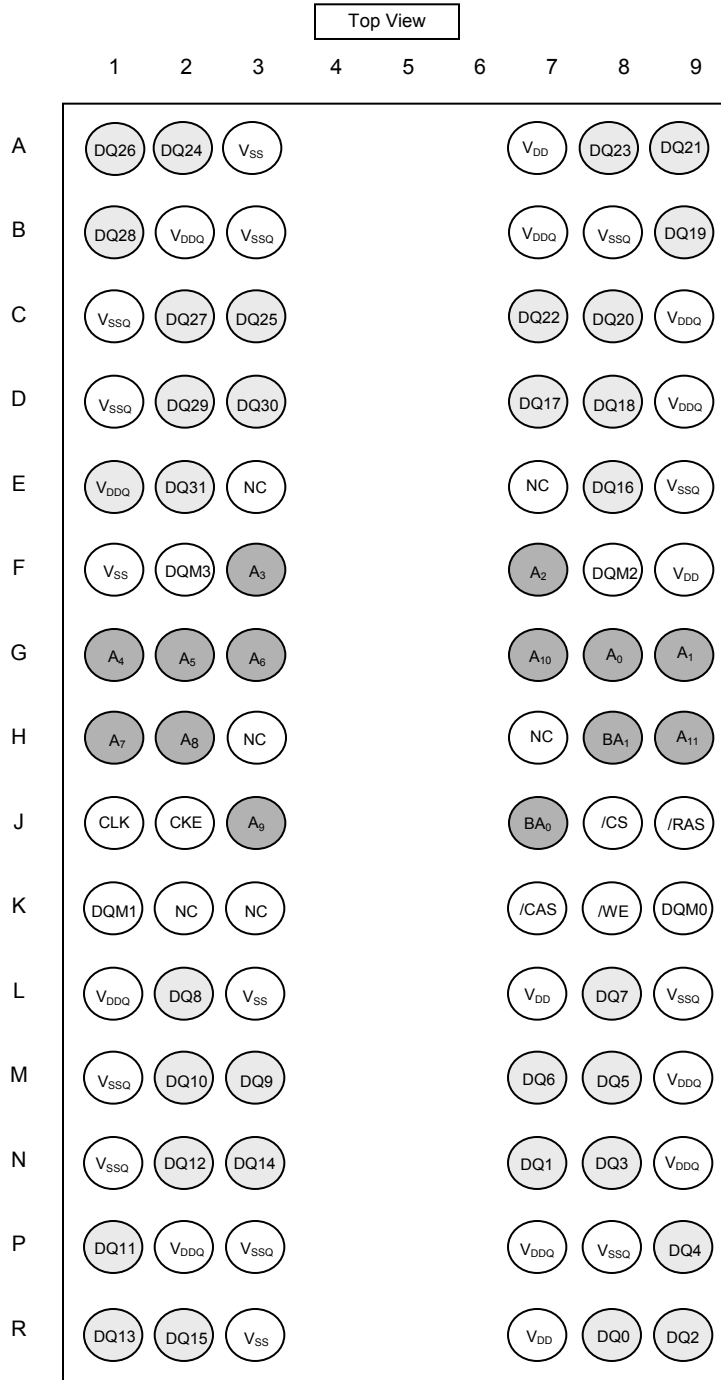 Top View
1 2 3 4 5 6 7 8 9
A DQ26 DQ24 VSS VDD DQ23 DQ21
B DQ28 VDDQ VSSQ VDDQ VSSQ DQ19
C VSSQ DQ27 DQ25 DQ22 DQ20 VDDQ
D VSSQ DQ29 DQ30 DQ17 DQ18 VDDQ
E VDDQ DQ31 NC NC DQ16 VSSQ
F VSS DQM3 A3 A2 DQM2 VDD
G A4 A5 A6 A10 A0 A1
H A7 A8 NC NC BA1 A11
J CLK CKE A9 BA0 /CS /RAS
K DQM1 NC NC /CAS /WE DQM0
L VDDQ DQ8 VSS VDD DQ7 VSSQ
M VSSQ DQ10 DQ9 DQ6 DQ5 VDDQ
N VSSQ DQ12 DQ14 DQ1 DQ3 VDDQ
P DQ11 VDDQ VSSQ VDDQ VSSQ DQ4
R DQ13 DQ15 VSS VDD DQ0 DQ2